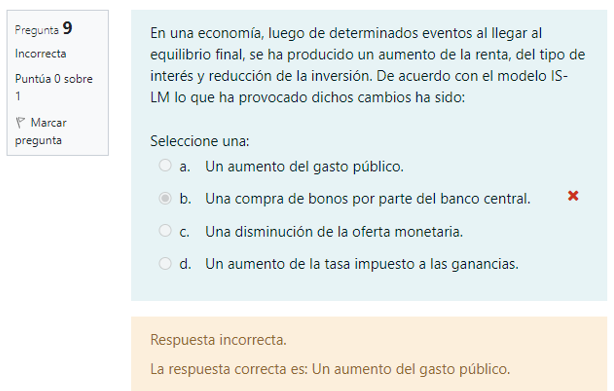 Pregunta 9
Incorrecta
Puntúa 0 sobre
1
Marcar
pregunta
En una economía, luego de determinados eventos al llegar al
equilibrio final, se ha producido un aumento de la renta, del tipo de
interés y reducción de la inversión. De acuerdo con el modelo IS-
LM lo que ha provocado dichos cambios ha sido:
Seleccione una:
a. Un aumento del gasto público.
b. Una compra de bonos por parte del banco central.
c. Una disminución de la oferta monetaria.
d. Un aumento de la tasa impuesto a las ganancias.
Respuesta incorrecta.
La respuesta correcta es: Un aumento del gasto público.